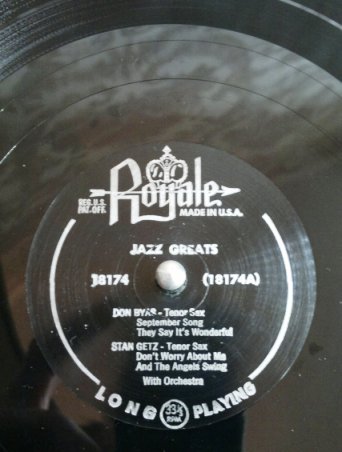 Royale
REG. U.S.
PAT. OFF.
MADE IN U.S.A.
JAZZ GREATS
18174 (18174A)
DON BYAS - Tenor Sax
September Song
They Say It's Wonderful
STAN GETZ - Tenor Sax
Don't Worry About Me
And The Angels Swing
With Orchestra
LONG 33⅓ RPM PLAYING